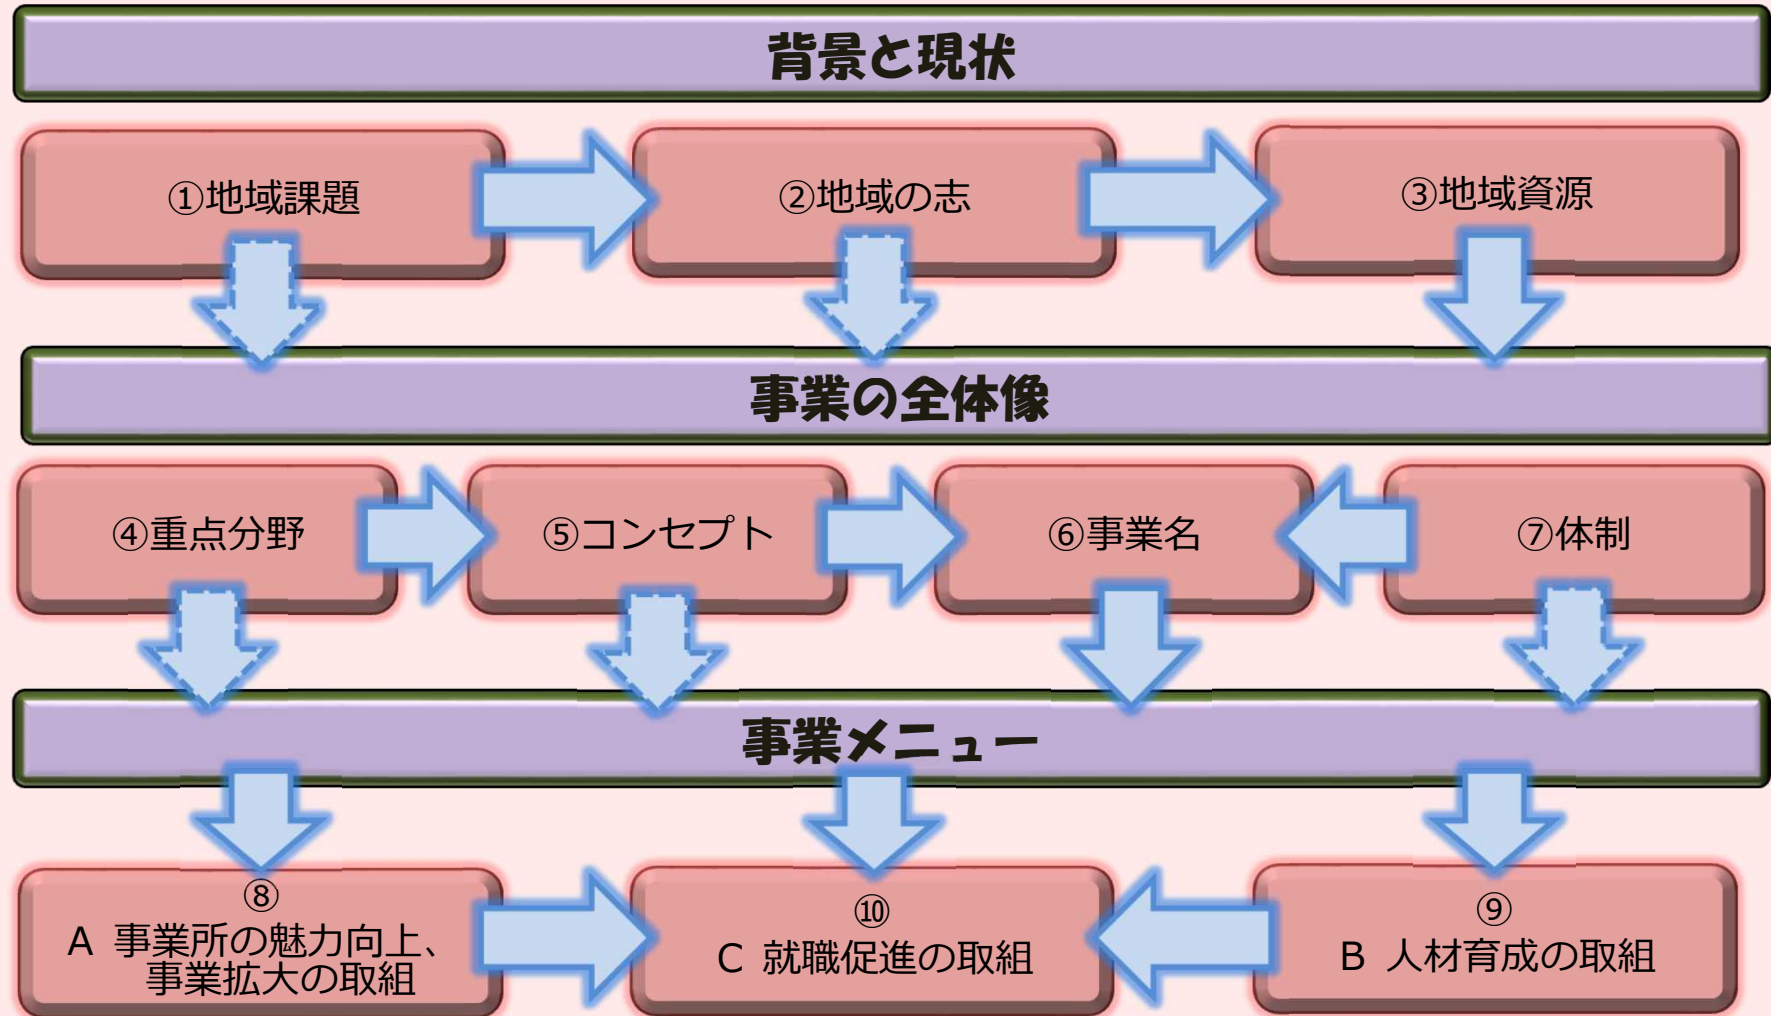 背景と現状
①地域課題
②地域の志
③地域資源
事業の全体像
④重点分野
⑤コンセプト
⑥事業名
⑦体制
事業メニュー
⑧
A 事業所の魅力向上、
事業拡大の取組
⑩
C 就職促進の取組
⑨
B 人材育成の取組